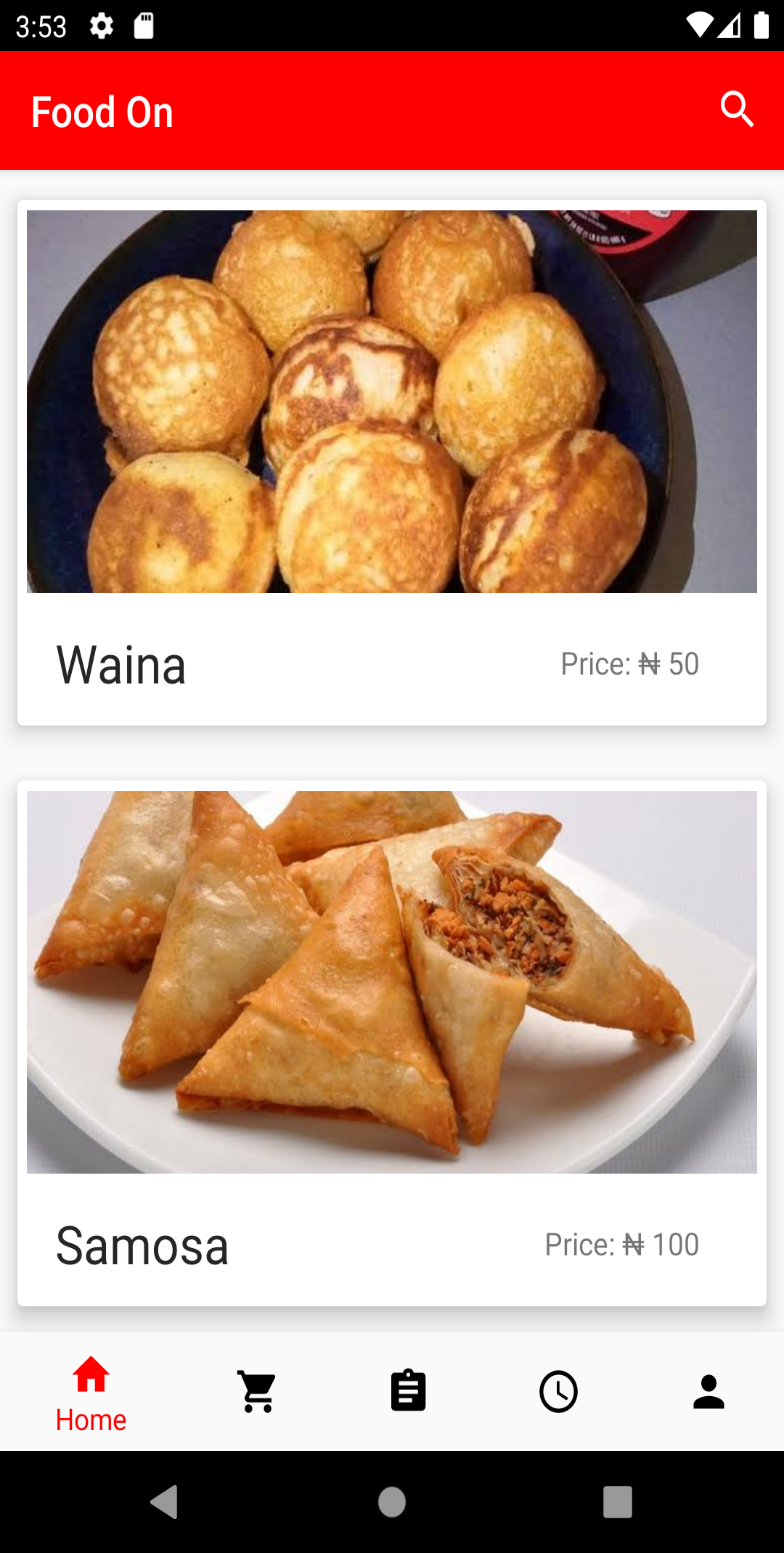 3:53
Food On
Waina
Price: ₦ 50
Samosa
Price: ₦ 100
Home